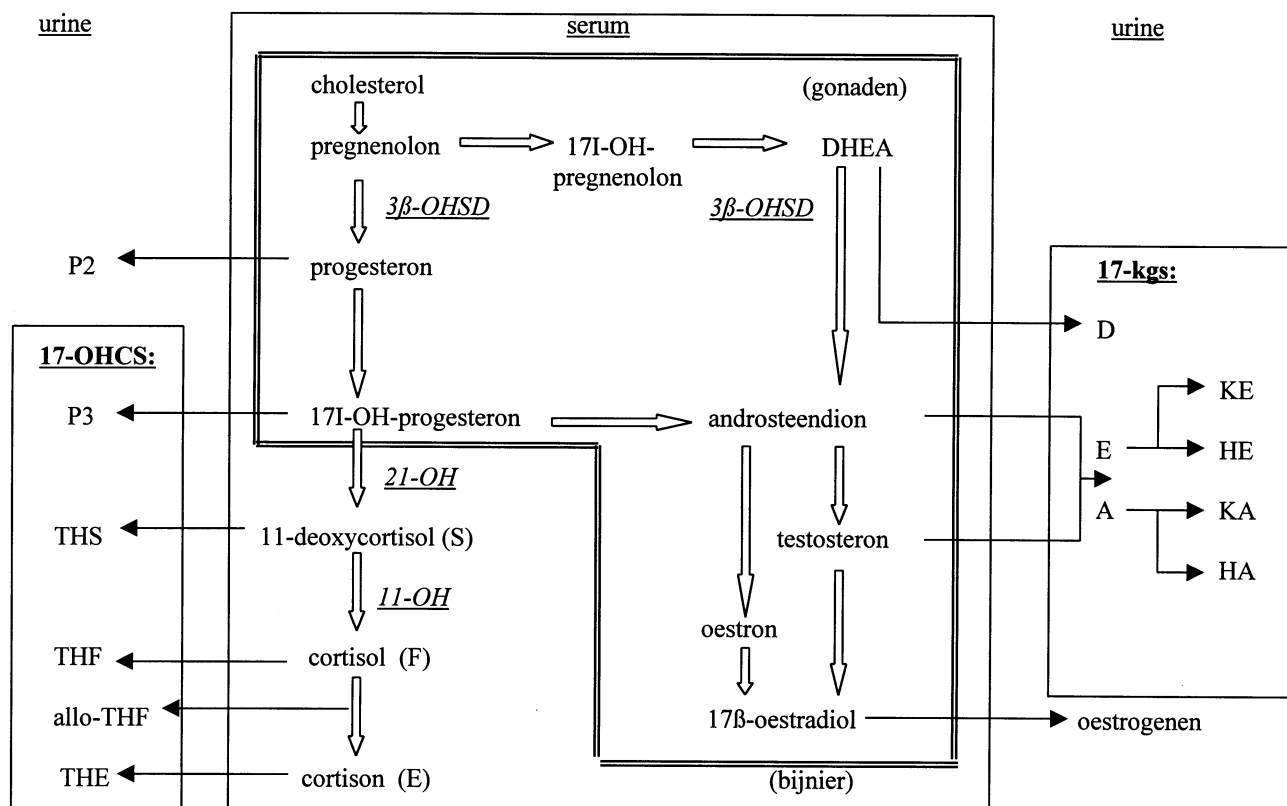 urine
serum
urine
cholesterol
(gonaden)
pregnenolon
17I-OH-
pregnenolon
DHEA
3ß-OHSD
3ß-OHSD
P2
progesteron
17-kgs:
D
17-OHCS:
P3
17I-OH-progesteron
androsteendion
KE
E
HE
21-OH
A
KA
THS
11-deoxycortisol (S)
testosteron
HA
11-OH
oestron
THF
cortisol (F)
allo-THF
17ß-oestradiol
oestrogenen
THE
cortison (E)
(bijnier)